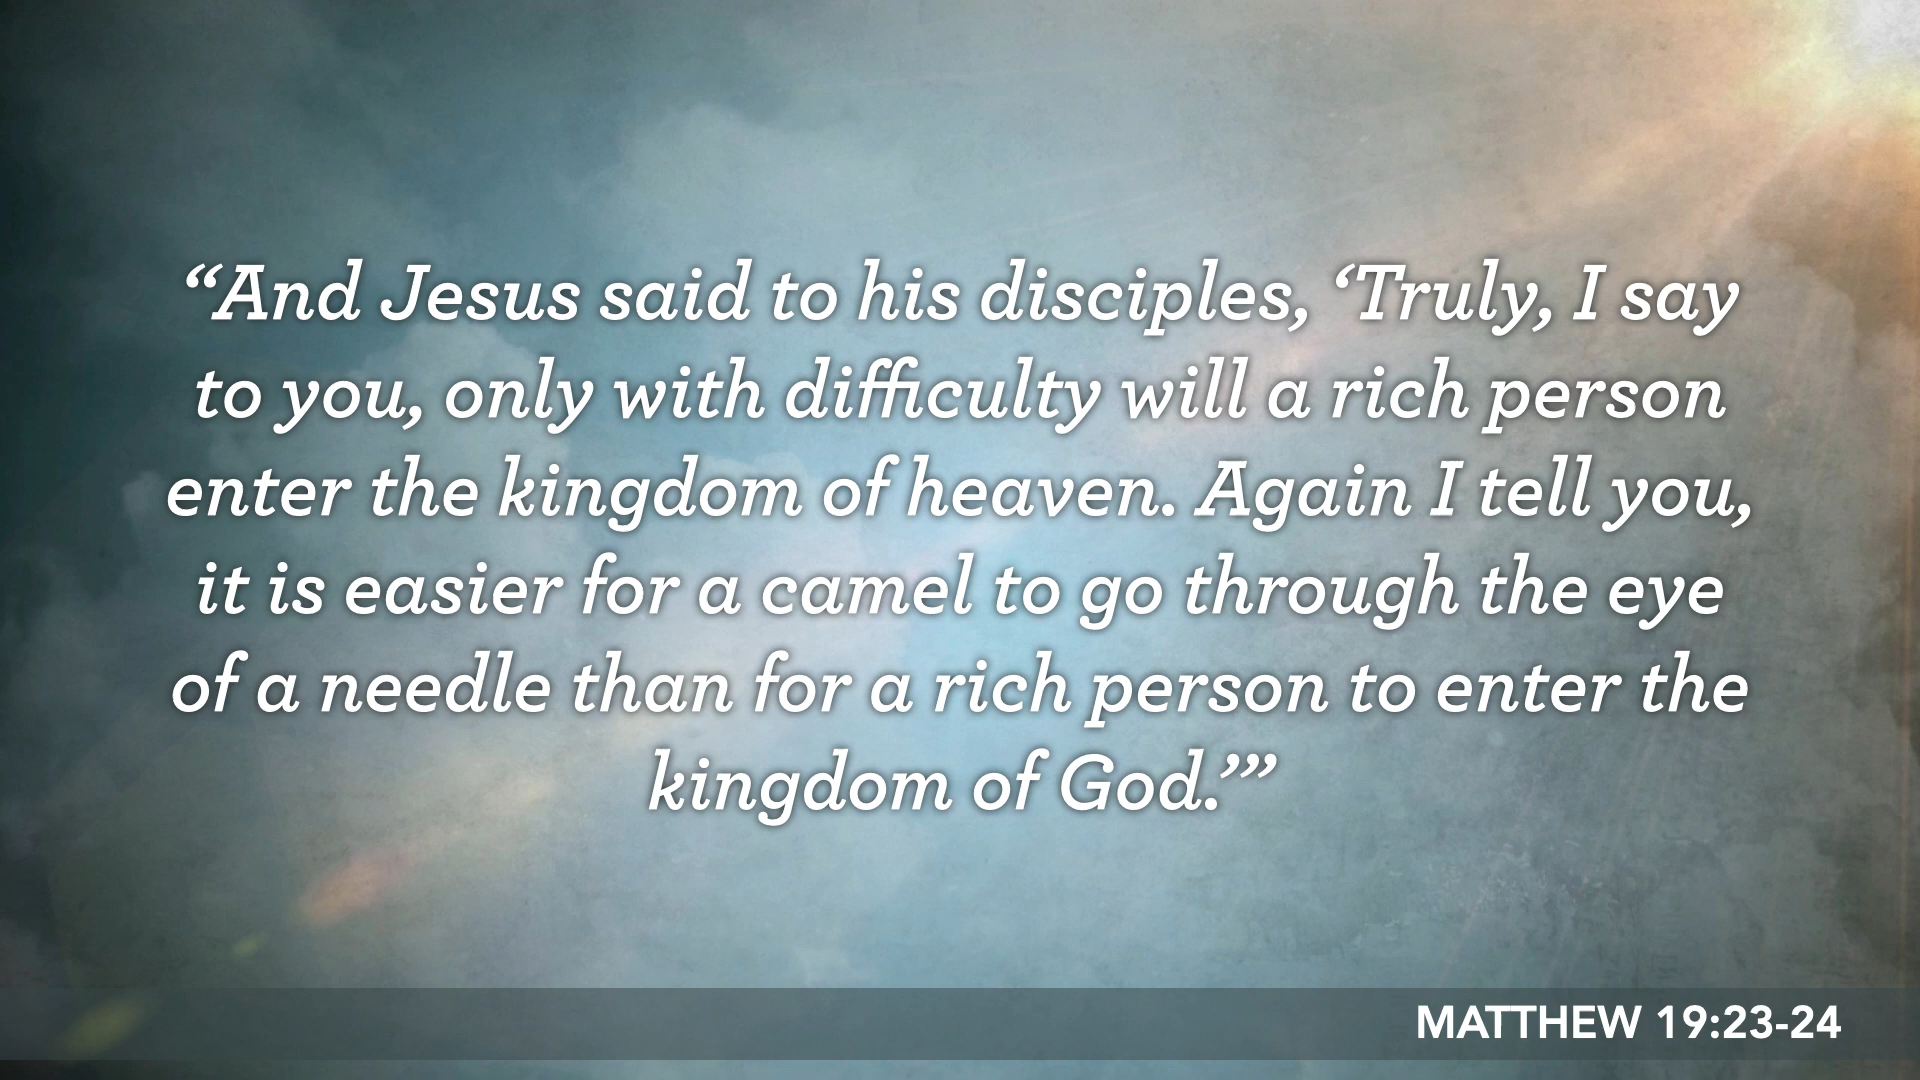 “And Jesus said to his disciples, ‘Truly, I say
to you, only with difficulty will a rich person
enter the kingdom of heaven. Again I tell you,
it is easier for a camel to go through the eye
of a needle than for a rich person to enter the
kingdom of God.’”
MATTHEW 19:23-24